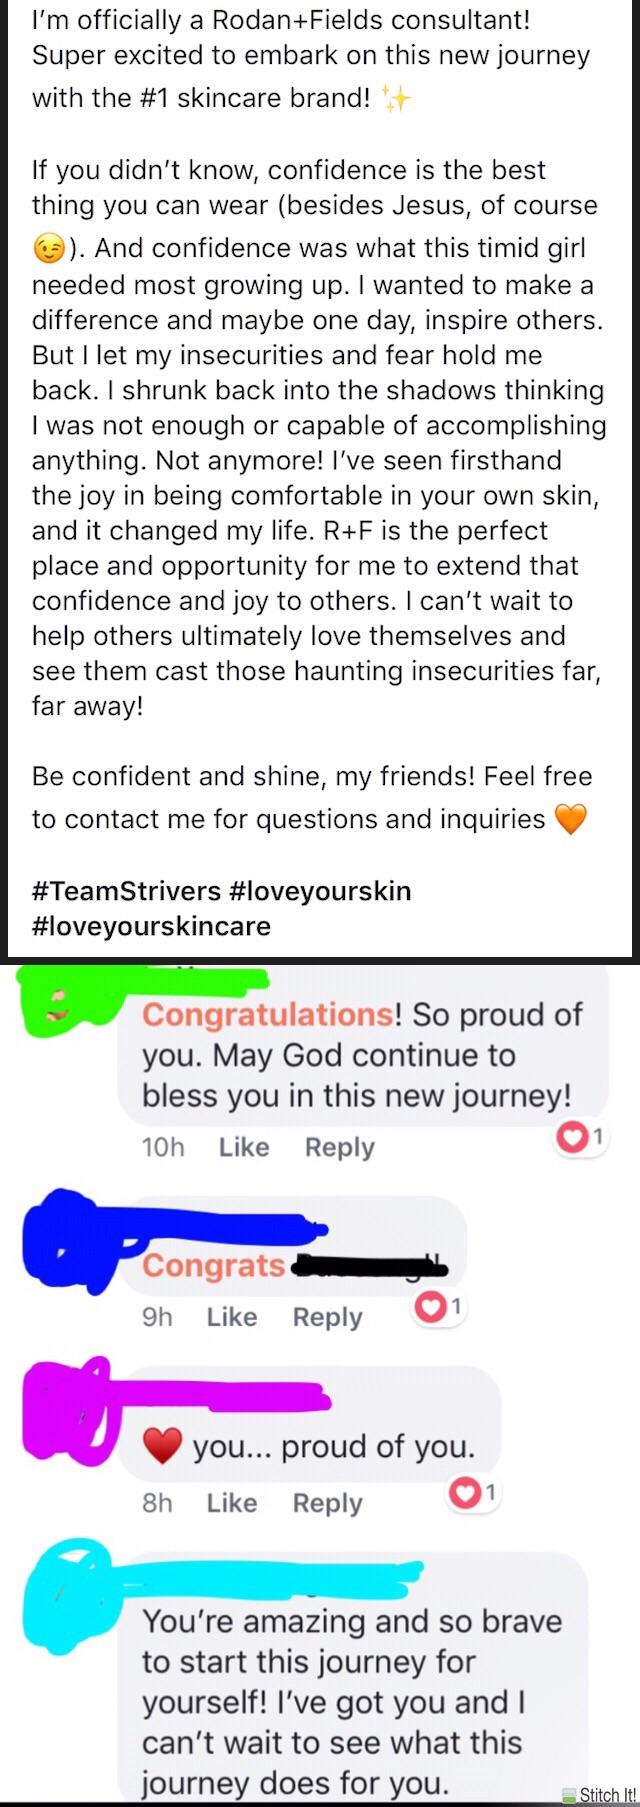 I'm officially a Rodan+Fields consultant!
Super excited to embark on this new journey
with the #1 skincare brand! ✨
If you didn't know, confidence is the best
thing you can wear (besides Jesus, of course
😉). And confidence was what this timid girl
needed most growing up. I wanted to make a
difference and maybe one day, inspire others.
But I let my insecurities and fear hold me
back. I shrunk back into the shadows thinking
I was not enough or capable of accomplishing
anything. Not anymore! I've seen firsthand
the joy in being comfortable in your own skin,
and it changed my life. R+F is the perfect
place and opportunity for me to extend that
confidence and joy to others. I can't wait to
help others ultimately love themselves and
see them cast those haunting insecurities far,
far away!
Be confident and shine, my friends! Feel free
to contact me for questions and inquiries 🧡
#TeamStrivers #loveyourskin
#loveyourskincare
Congratulations! So proud of
you. May God continue to
bless you in this new journey!
10h Like Reply 1
Congrats
9h Like Reply 1
❤️ you... proud of you.
8h Like Reply 1
You're amazing and so brave
to start this journey for
yourself! I've got you and I
can't wait to see what this
journey does for you.
Stitch It!